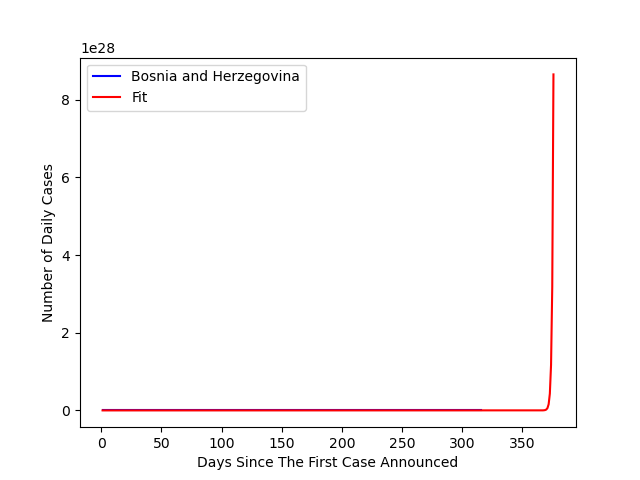 1e28
Bosnia and Herzegovina
Fit
8
6
4
2
0
Number of Daily Cases
0 50 100 150 200 250 300 350
Days Since The First Case Announced